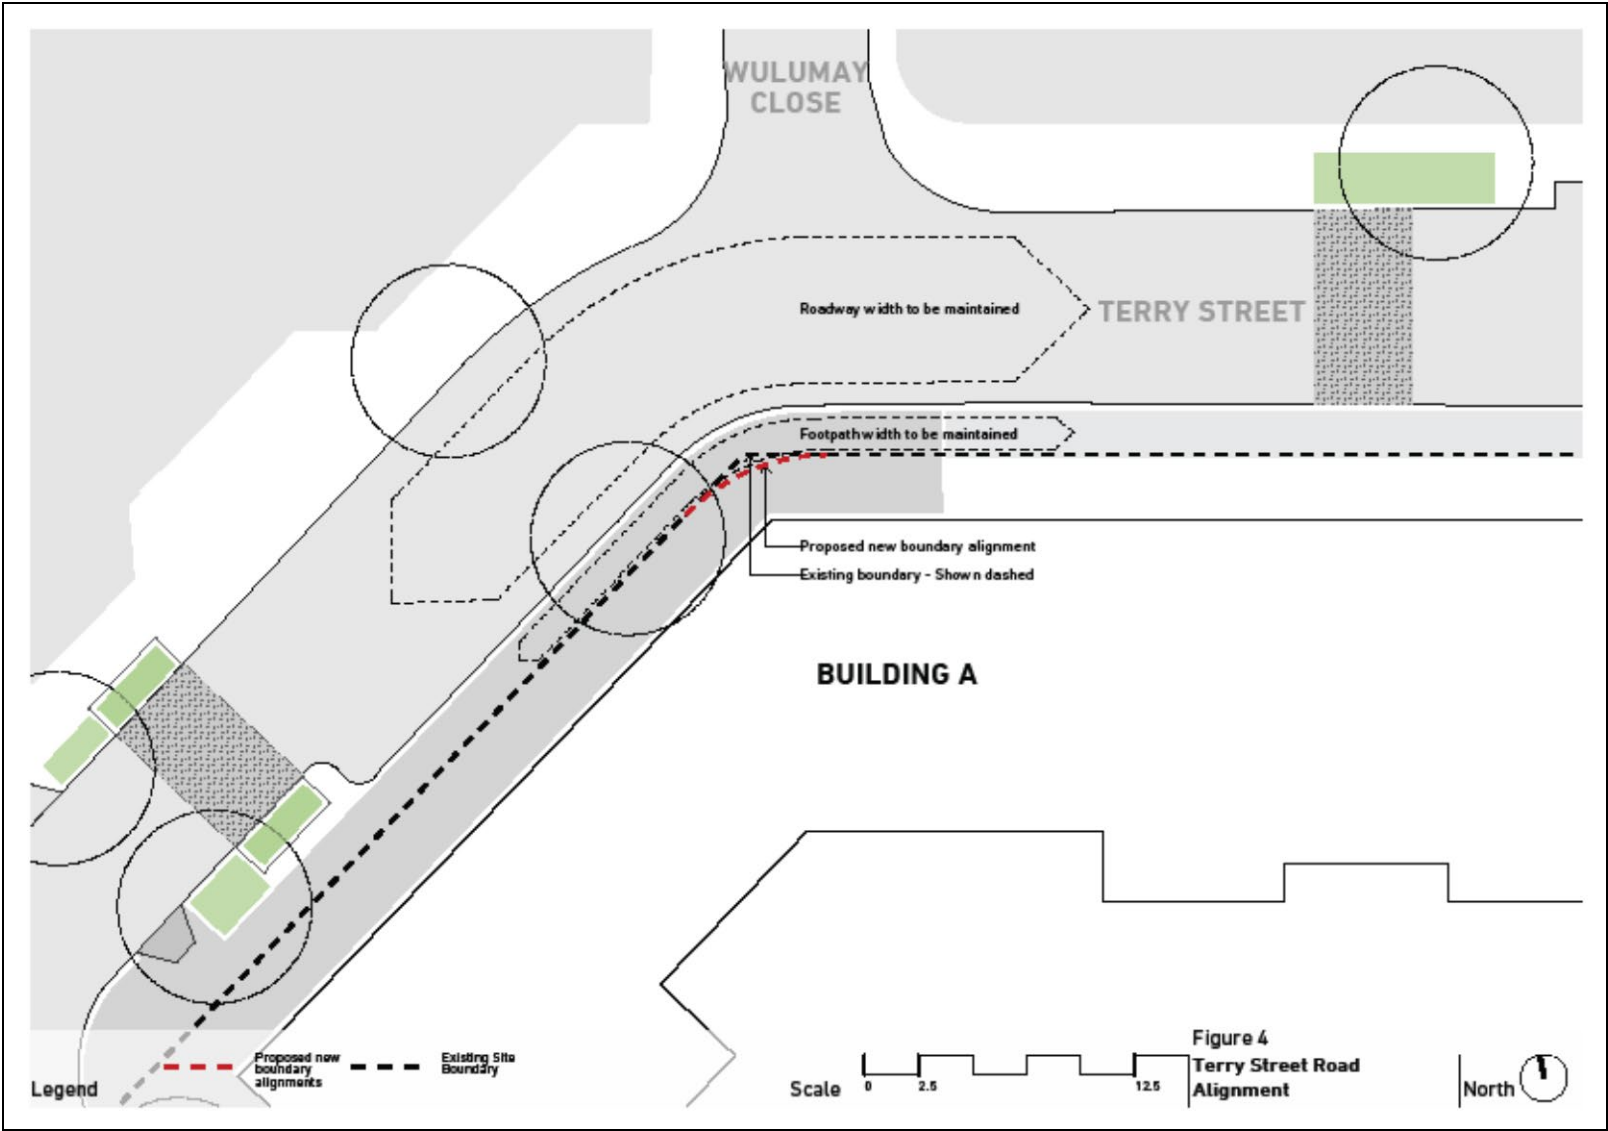 WULUMAY
CLOSE
Roadway width to be maintained
TERRY STREET
Footpath width to be maintained
Proposed new boundary alignment
Existing boundary - Shown dashed
BUILDING A
Legend
Proposed new
boundary
alignments
Existing Site
Boundary
Scale
0
2.5
12.5
Figure 4
Terry Street Road
Alignment
North